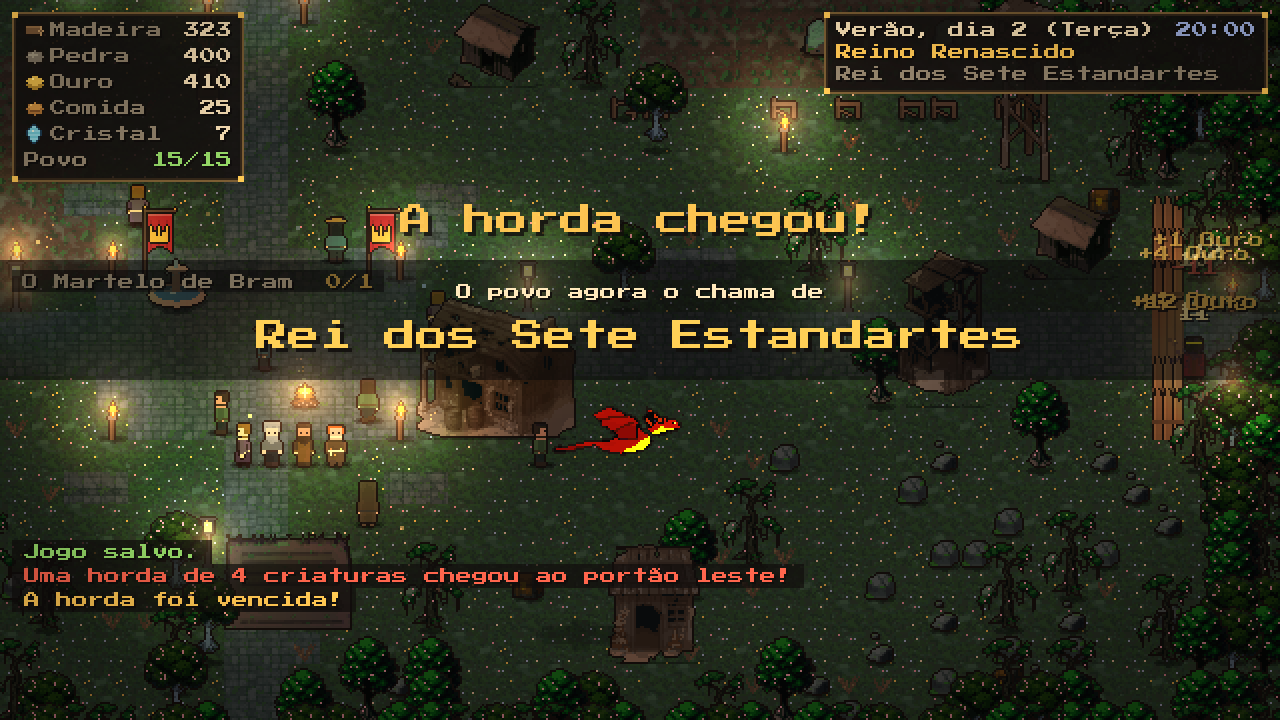 Madeira 323
Pedra 400
Ouro 410
Comida 25
Cristal 7
Povo 15/15
Verão, dia 2 (Terça) 20:00
Reino Renascido
Rei dos Sete Estandartes
A horda chegou!
+1 Ouro
O Martelo de Bram 0/1
O povo agora o chama de
Rei dos Sete Estandartes
Jogo salvo.
Uma horda de 4 criaturas chegou ao portão leste!
A horda foi vencida!